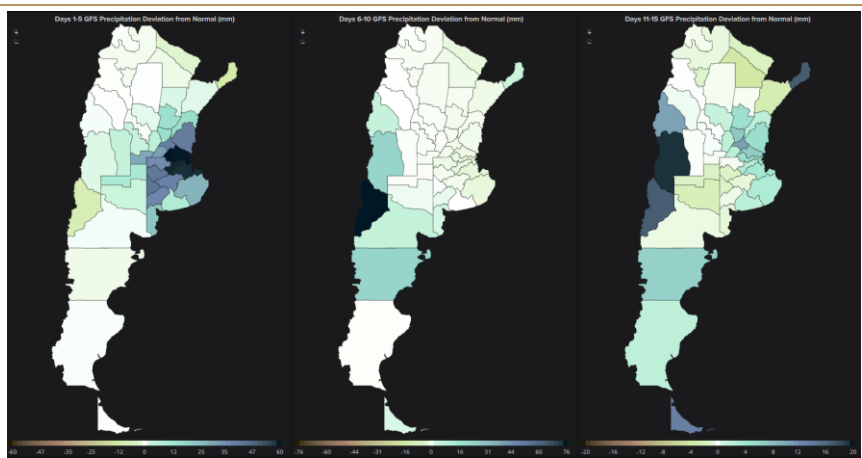 Days 1-5 GFS Precipitation Deviation from Normal (mm)
Days 6-10 GFS Precipitation Deviation from Normal (mm)
Days 11-15 GFS Precipitation Deviation from Normal (mm)
-60 -47 -35 -23 -12 0 12 23 35 47 60
-76 -60 -44 -31 -16 0 16 31 44 60 76
-20 -16 -12 -8 -4 0 4 8 12 16 20